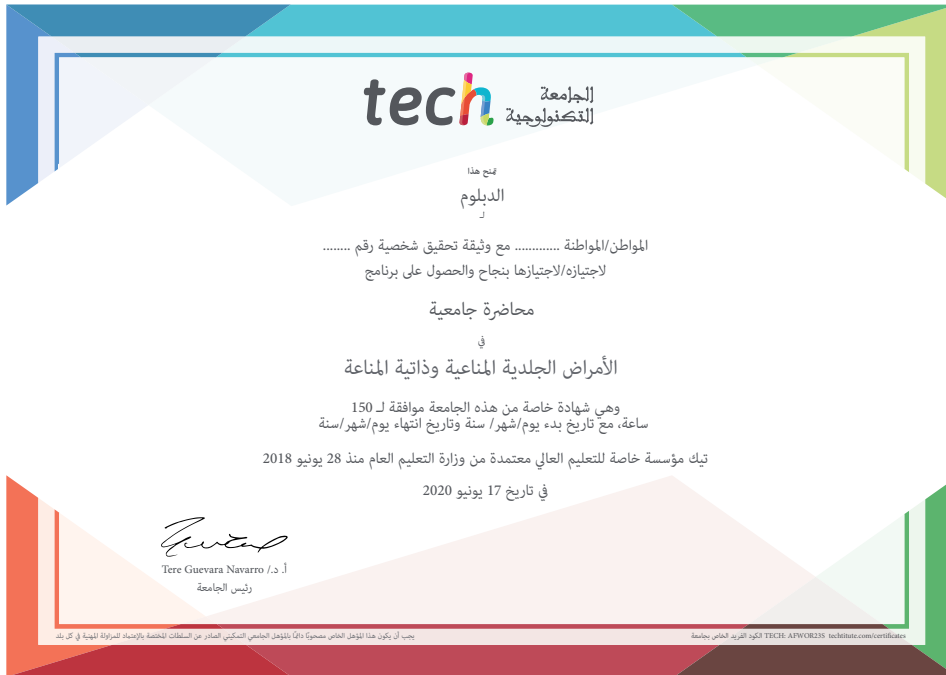 tech الجامعة
التكنولوجية
يمنح هذا
الدبلوم
لـ
المواطن/المواطنة ............ مع وثيقة تحقيق شخصية رقم ........
لاجتيازه/لاجتيازها بنجاح والحصول على برنامج
محاضرة جامعية
في
الأمراض الجلدية المناعية وذاتية المناعة
وهي شهادة خاصة من هذه الجامعة موافقة لـ 150
ساعة، مع تاريخ بدء يوم/شهر/ سنة وتاريخ انتهاء يوم/شهر/سنة
تيك مؤسسة خاصة للتعليم العالي معتمدة من وزارة التعليم العام منذ 28 يونيو 2018
في تاريخ 17 يونيو 2020
أ. د./ Tere Guevara Navarro
رئيس الجامعة
يجب أن يكون هذا المؤهل الخاص مصحوبًا دائمًا بالمؤهل الجامعي التمكيني الصادر عن السلطات المختصة بالإعتماد للمزاولة المهنية في كل بلد
الكود الفريد الخاص بجامعة TECH: AFWOR23S techtitute.com/certificates